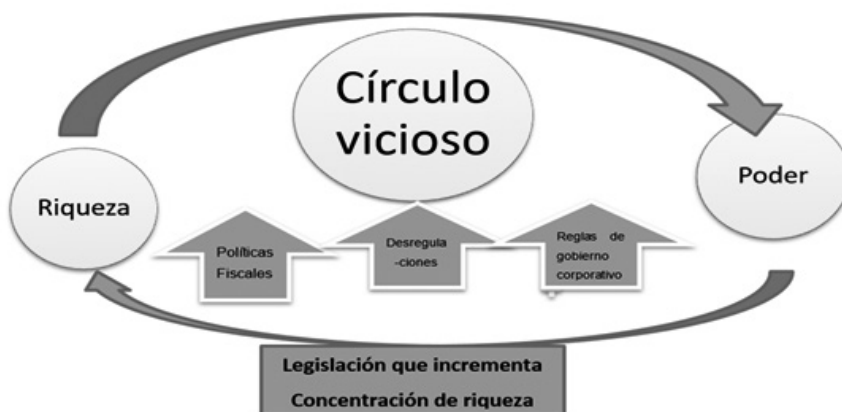 Círculo
vicioso
Riqueza
Poder
Políticas
Fiscales
Desregula
-ciones
Reglas de
gobierno
corporativo
Legislación que incrementa
Concentración de riqueza